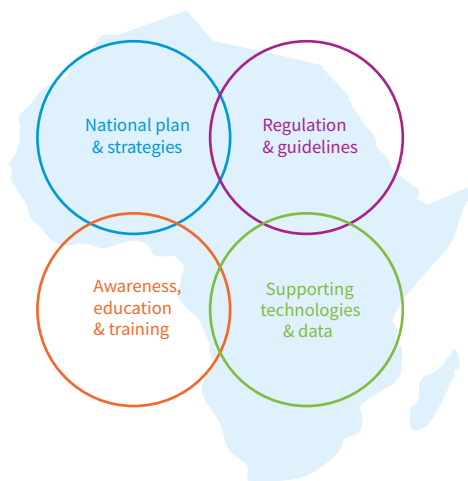 National plan
& strategies
Regulation
& guidelines
Awareness,
education
& training
Supporting
technologies
& data